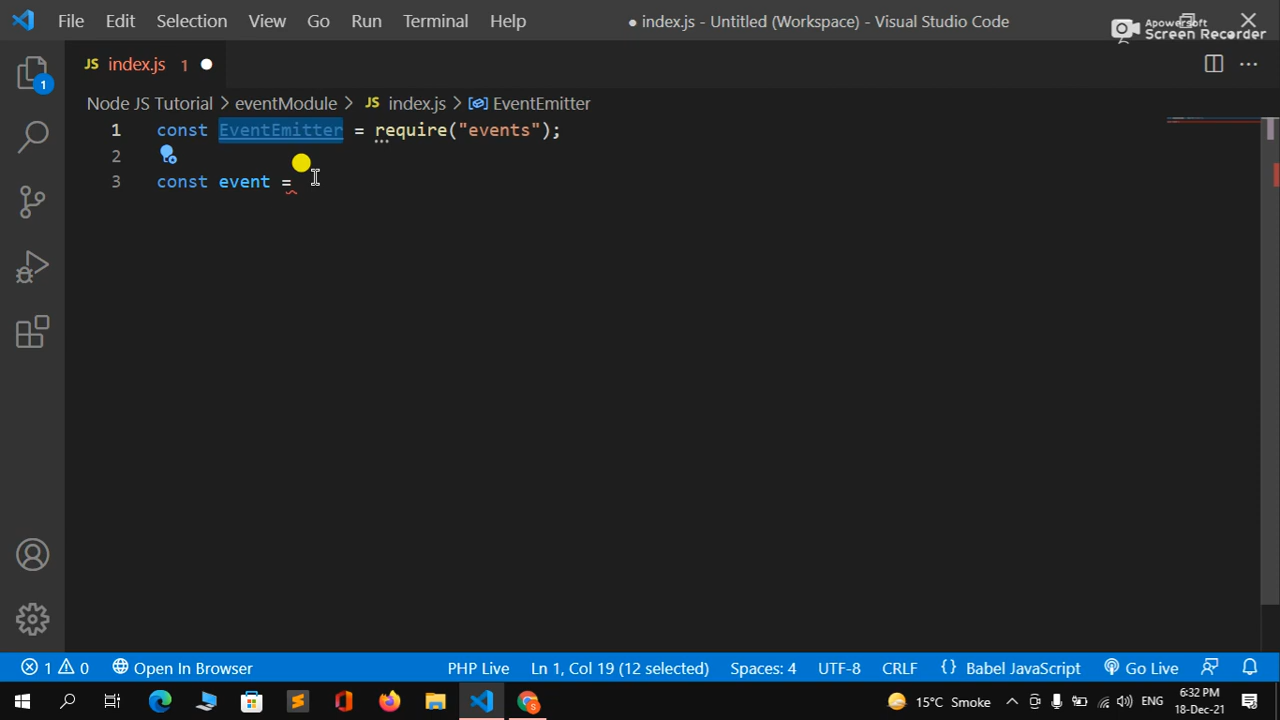 File Edit Selection View Go Run Terminal Help ● index.js - Untitled (Workspace) - Visual Studio Code
Apowersoft
Screen Recorder
JS index.js 1 ●
Node JS Tutorial > eventModule > JS index.js > EventEmitter
1 const EventEmitter = require("events");
2
3 const event =
1
1 0 Open In Browser PHP Live Ln 1, Col 19 (12 selected) Spaces: 4 UTF-8 CRLF {} Babel JavaScript Go Live
15°C Smoke ENG 6:32 PM
18-Dec-21